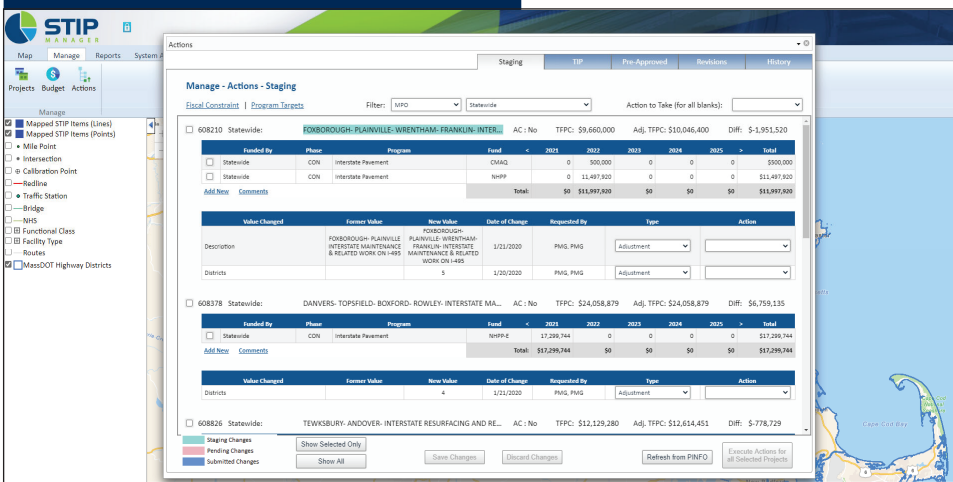 STIP
MANAGER
Map Manage Reports System A
Projects Budget Actions
Manage
Mapped STIP Items (Lines)
Mapped STIP Items (Points)
Mile Point
Intersection
Calibration Point
Redline
Traffic Station
Bridge
NHS
Functional Class
Facility Type
Routes
MassDOT Highway Districts
Actions
Staging TIP Pre-Approved Revisions History
Manage - Actions - Staging
Fiscal Constraint | Program Targets Filter: MPO Statewide Action to Take (for all blanks):
608210 Statewide: FOXBOROUGH- PLAINVILLE- WRENTHAM- FRANKLIN- INTER... AC : No TFPC: $9,660,000 Adj. TFPC: $10,046,400 Diff: $-1,951,520
Funded By Phase Program Fund < 2021 2022 2023 2024 2025 > Total
Statewide CON Interstate Pavement CMAQ 0 500,000 0 0 0 $500,000
Statewide CON Interstate Pavement NHPP 0 11,497,920 0 0 0 $11,497,920
Add New Comments Total: $0 $11,997,920 $0 $0 $0 $11,997,920
Value Changed Former Value New Value Date of Change Requested By Type Action
Description FOXBOROUGH- PLAINVILLE INTERSTATE MAINTENANCE & RELATED WORK ON I-495 FOXBOROUGH- PLAINVILLE- WRENTHAM- FRANKLIN- INTERSTATE MAINTENANCE & RELATED WORK ON I-495 1/21/2020 PMG, PMG Adjustment
Districts 5 1/20/2020 PMG, PMG Adjustment
608378 Statewide: DANVERS- TOPSFIELD- BOXFORD- ROWLEY- INTERSTATE MA... AC : No TFPC: $24,058,879 Adj. TFPC: $24,058,879 Diff: $6,759,135
Funded By Phase Program Fund < 2021 2022 2023 2024 2025 > Total
Statewide CON Interstate Pavement NHPP-E 17,299,744 0 0 0 0 $17,299,744
Add New Comments Total: $17,299,744 $0 $0 $0 $0 $17,299,744
Value Changed Former Value New Value Date of Change Requested By Type Action
Districts 4 1/21/2020 PMG, PMG Adjustment
608826 Statewide: TEWKSBURY- ANDOVER- INTERSTATE RESURFACING AND RE... AC : No TFPC: $12,129,280 Adj. TFPC: $12,614,451 Diff: $-778,729
Staging Changes
Pending Changes
Submitted Changes
Show Selected Only
Show All
Save Changes Discard Changes Refresh from PINFO Execute Actions for all Selected Projects
Cape Cod Bay